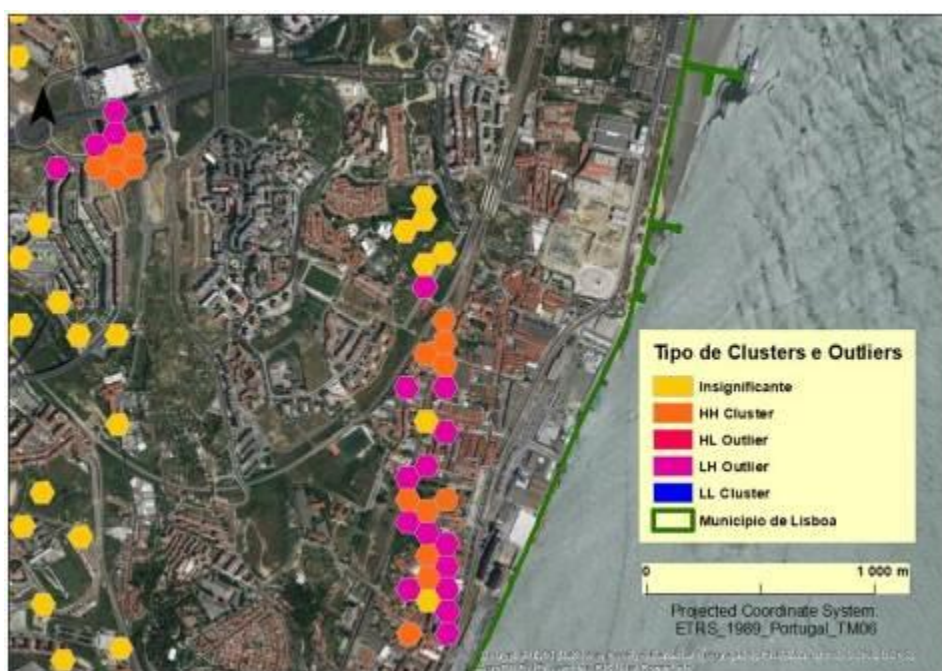 Tipo de Clusters e Outliers
Insignificante
HH Cluster
HL Outlier
LH Outlier
LL Cluster
Município de Lisboa
0 1 000 m
Projected Coordinate System:
ETRS_1989_Portugal_TM06